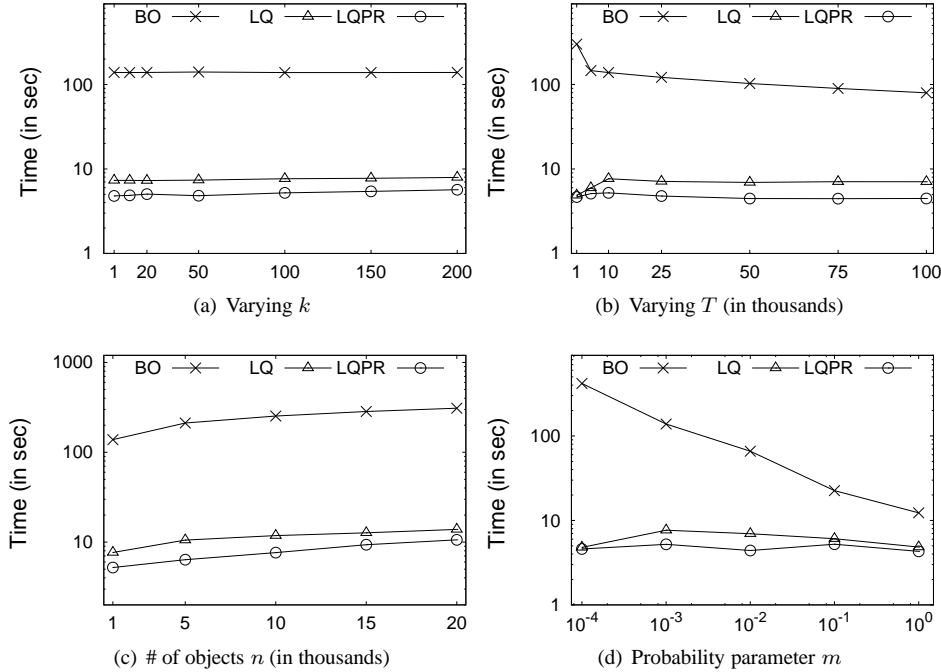 BO LQ LQPR
Time (in sec)
100
10
1
1 20 50 100 150 200
(a) Varying k
BO LQ LQPR
Time (in sec)
100
10
1
1 10 25 50 75 100
(b) Varying T (in thousands)
BO LQ LQPR
Time (in sec)
1000
100
10
1 5 10 15 20
(c) # of objects n (in thousands)
BO LQ LQPR
Time (in sec)
100
10
1
10^-4 10^-3 10^-2 10^-1 10^0
(d) Probability parameter m